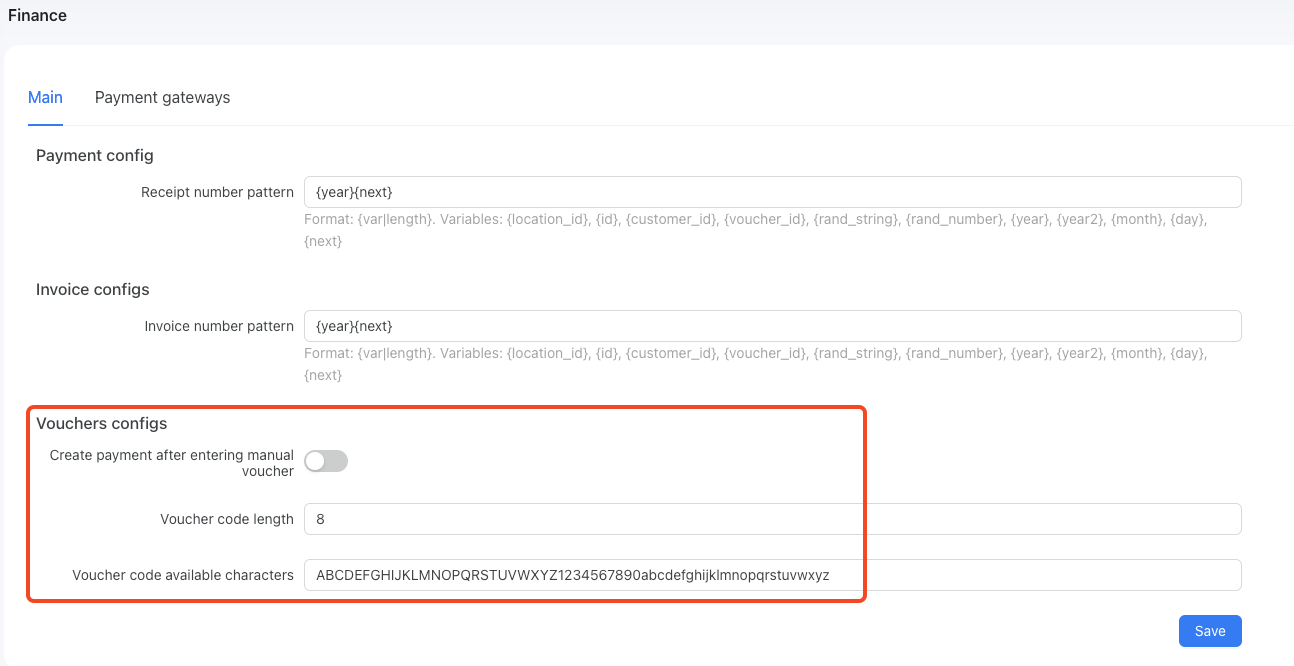 Finance
Main
Payment gateways
Payment config
Receipt number pattern
{year}{next}
Format: {var|length}. Variables: {location_id}, {id}, {customer_id}, {voucher_id}, {rand_string}, {rand_number}, {year}, {year2}, {month}, {day},
{next}
Invoice configs
Invoice number pattern
{year}{next}
Format: {var|length}. Variables: {location_id}, {id}, {customer_id}, {voucher_id}, {rand_string}, {rand_number}, {year}, {year2}, {month}, {day},
{next}
Vouchers configs
Create payment after entering manual
voucher
Voucher code length
8
Voucher code available characters
ABCDEFGHIJKLMNOPQRSTUVWXYZ1234567890abcdefghijklmnopqrstuvwxyz
Save